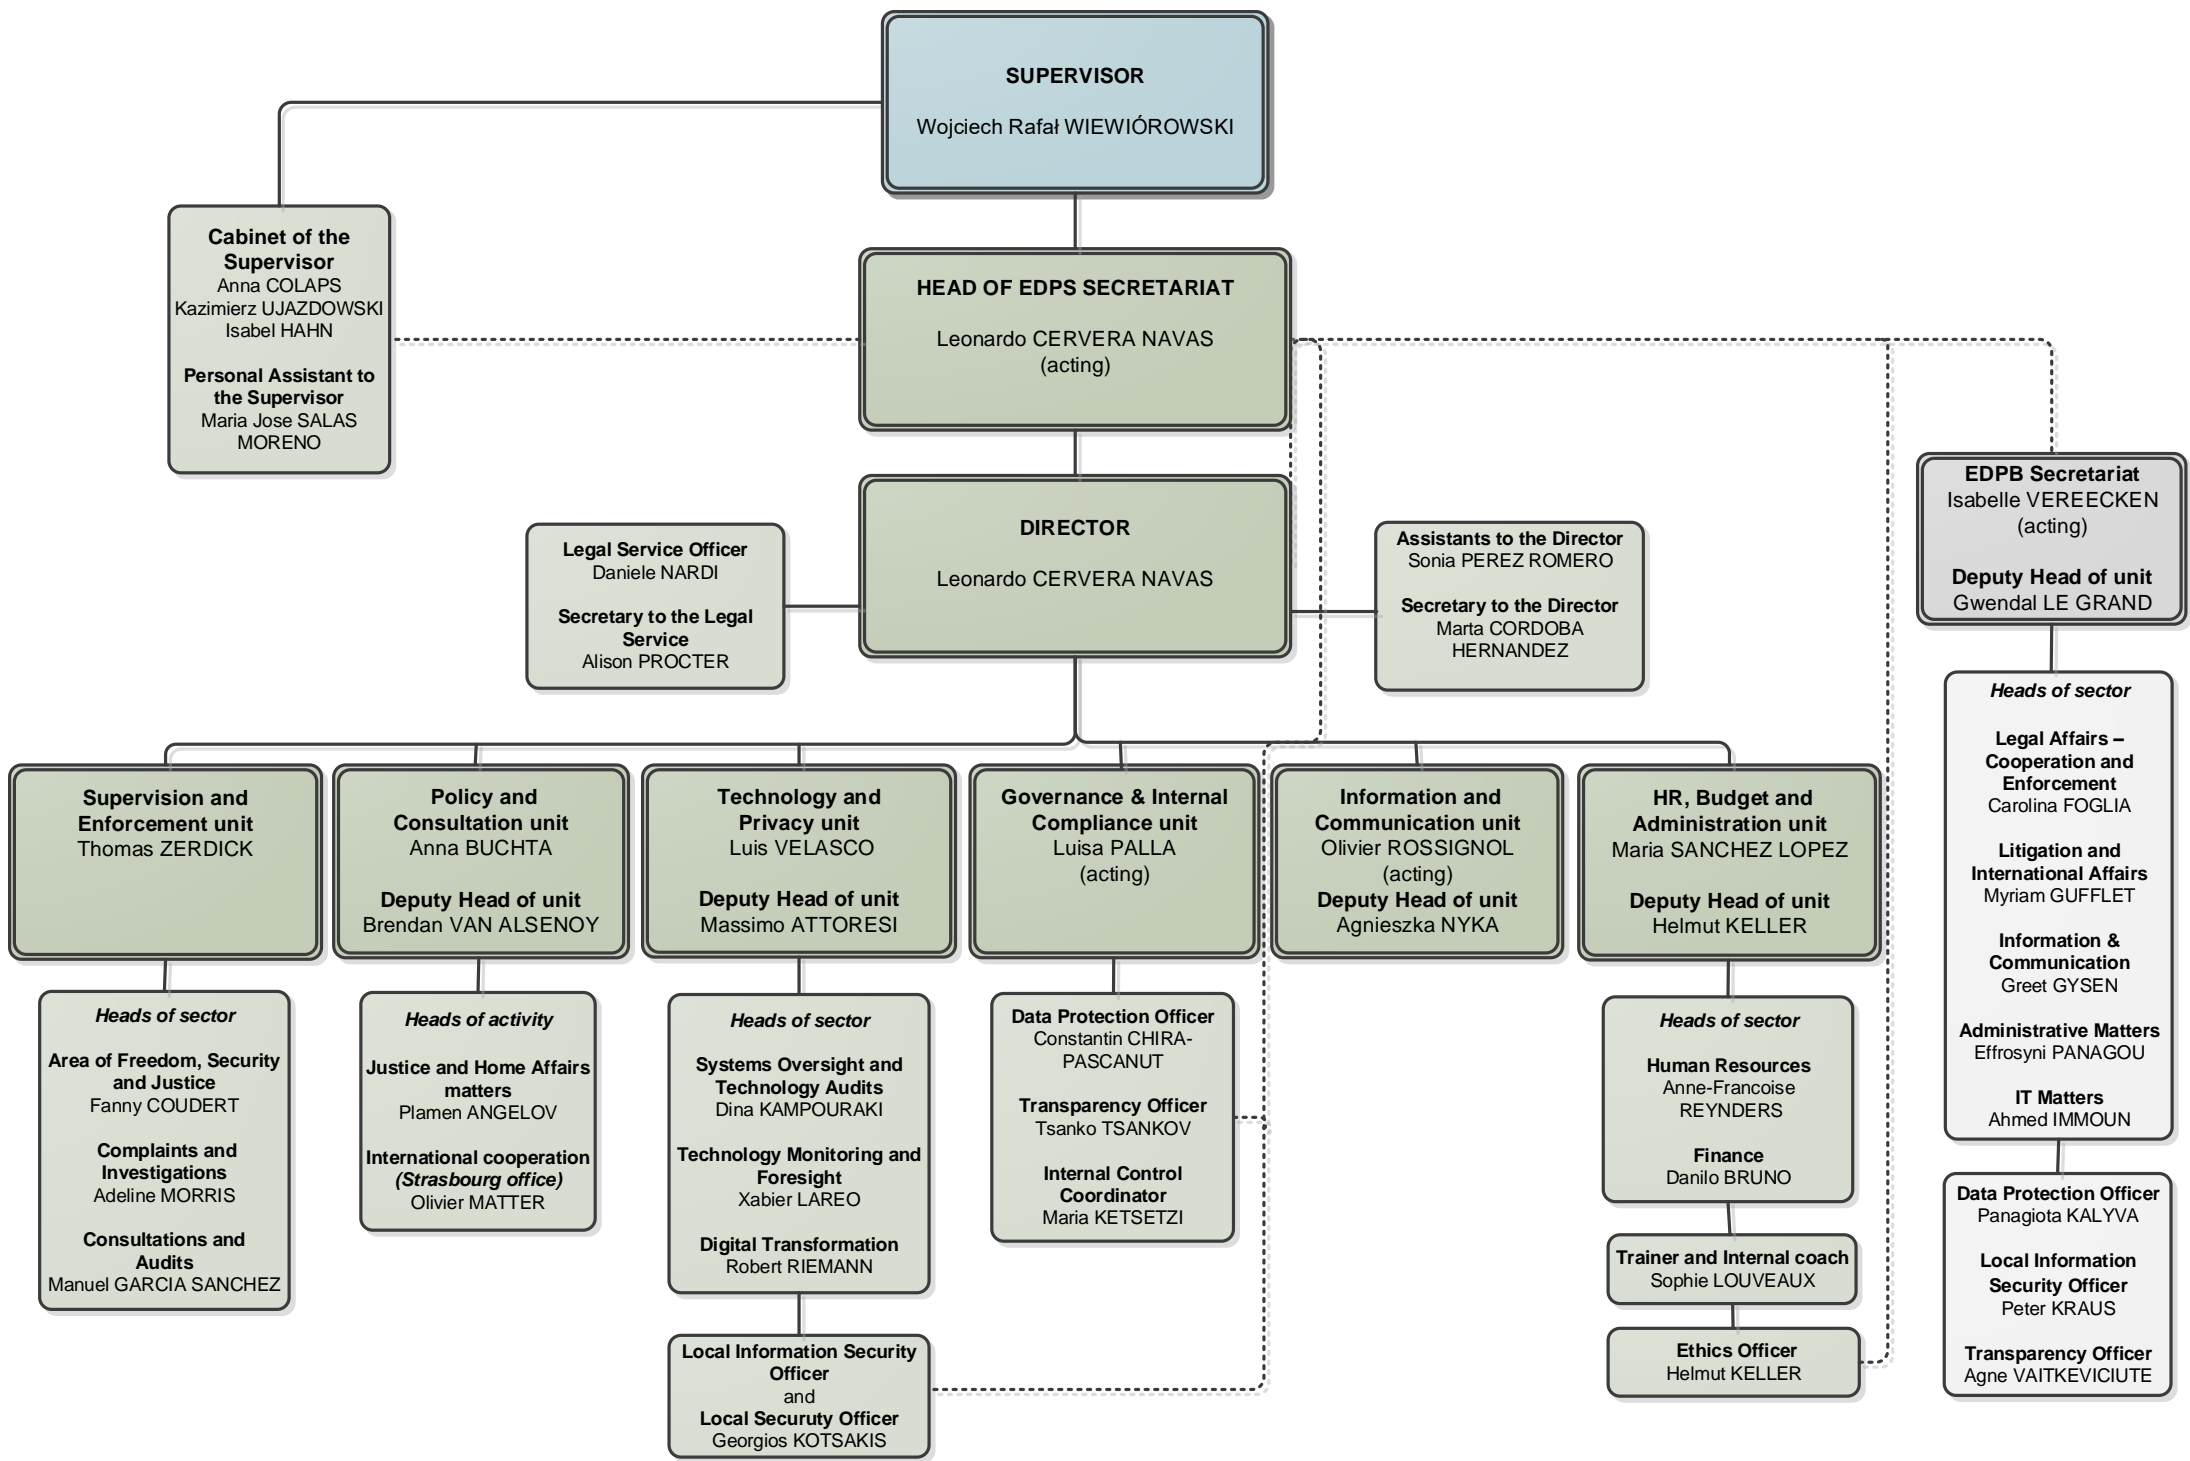 SUPERVISOR
Wojciech Rafał WIEWIÓROWSKI
Cabinet of the
Supervisor
Anna COLAPS
Kazimierz UJAZDOWSKI
Isabel HAHN
Personal Assistant to
the Supervisor
Maria Jose SALAS
MORENO
HEAD OF EDPS SECRETARIAT
Leonardo CERVERA NAVAS
(acting)
DIRECTOR
Leonardo CERVERA NAVAS
Legal Service Officer
Daniele NARDI
Secretary to the Legal
Service
Alison PROCTER
Assistants to the Director
Sonia PEREZ ROMERO
Secretary to the Director
Marta CORDOBA
HERNANDEZ
EDPB Secretariat
Isabelle VEREECKEN
(acting)
Deputy Head of unit
Gwendal LE GRAND
Heads of sector
Legal Affairs –
Cooperation and
Enforcement
Carolina FOGLIA
Litigation and
International Affairs
Myriam GUFFLET
Information &
Communication
Greet GYSEN
Administrative Matters
Effrosyni PANAGOU
IT Matters
Ahmed IMMOUN
Data Protection Officer
Panagiota KALYVA
Local Information
Security Officer
Peter KRAUS
Transparency Officer
Agne VAITKEVICIUTE
Supervision and
Enforcement unit
Thomas ZERDICK
Heads of sector
Area of Freedom, Security
and Justice
Fanny COUDERT
Complaints and
Investigations
Adeline MORRIS
Consultations and
Audits
Manuel GARCIA SANCHEZ
Policy and
Consultation unit
Anna BUCHTA
Deputy Head of unit
Brendan VAN ALSENOY
Heads of activity
Justice and Home Affairs
matters
Plamen ANGELOV
International cooperation
(Strasbourg office)
Olivier MATTER
Technology and
Privacy unit
Luis VELASCO
Deputy Head of unit
Massimo ATTORESI
Heads of sector
Systems Oversight and
Technology Audits
Dina KAMPOURAKI
Technology Monitoring and
Foresight
Xabier LAREO
Digital Transformation
Robert RIEMANN
Local Information Security
Officer
and
Local Securuty Officer
Georgios KOTSAKIS
Governance & Internal
Compliance unit
Luisa PALLA
(acting)
Data Protection Officer
Constantin CHIRA-
PASCANUT
Transparency Officer
Tsanko TSANKOV
Internal Control
Coordinator
Maria KETSETZI
Information and
Communication unit
Olivier ROSSIGNOL
(acting)
Deputy Head of unit
Agnieszka NYKA
HR, Budget and
Administration unit
Maria SANCHEZ LOPEZ
Deputy Head of unit
Helmut KELLER
Heads of sector
Human Resources
Anne-Francoise
REYNDERS
Finance
Danilo BRUNO
Trainer and Internal coach
Sophie LOUVEAUX
Ethics Officer
Helmut KELLER